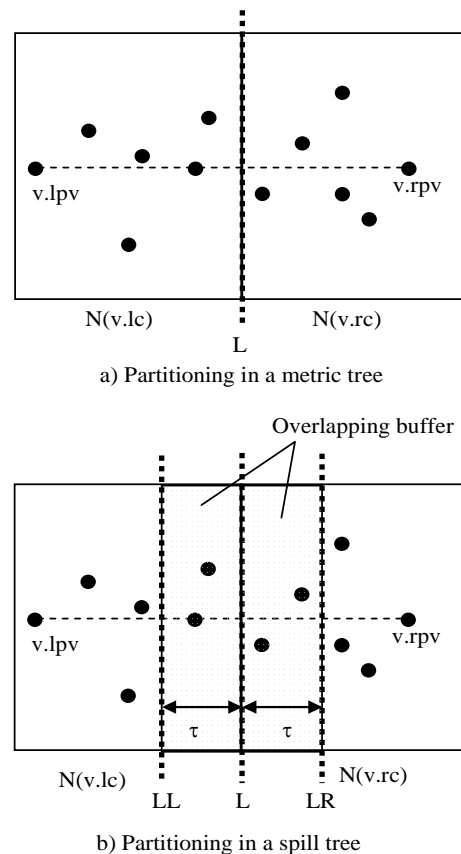 v.lpv
v.rpv
N(v.lc)
N(v.rc)
L
a) Partitioning in a metric tree
Overlapping buffer
v.lpv
v.rpv
τ
τ
N(v.lc)
N(v.rc)
LL
L
LR
b) Partitioning in a spill tree